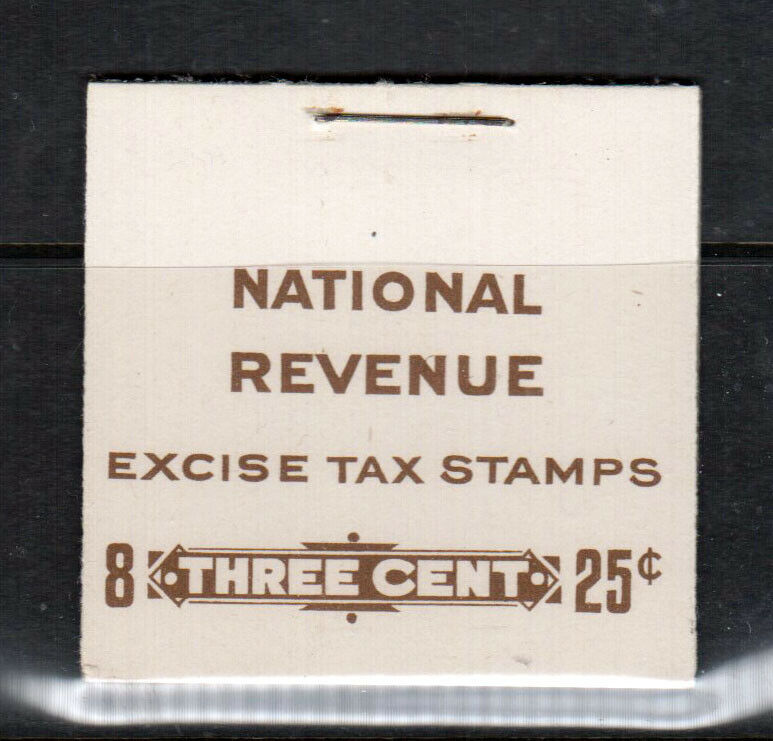 NATIONAL
REVENUE
EXCISE TAX STAMPS
8 THREE CENT 25¢